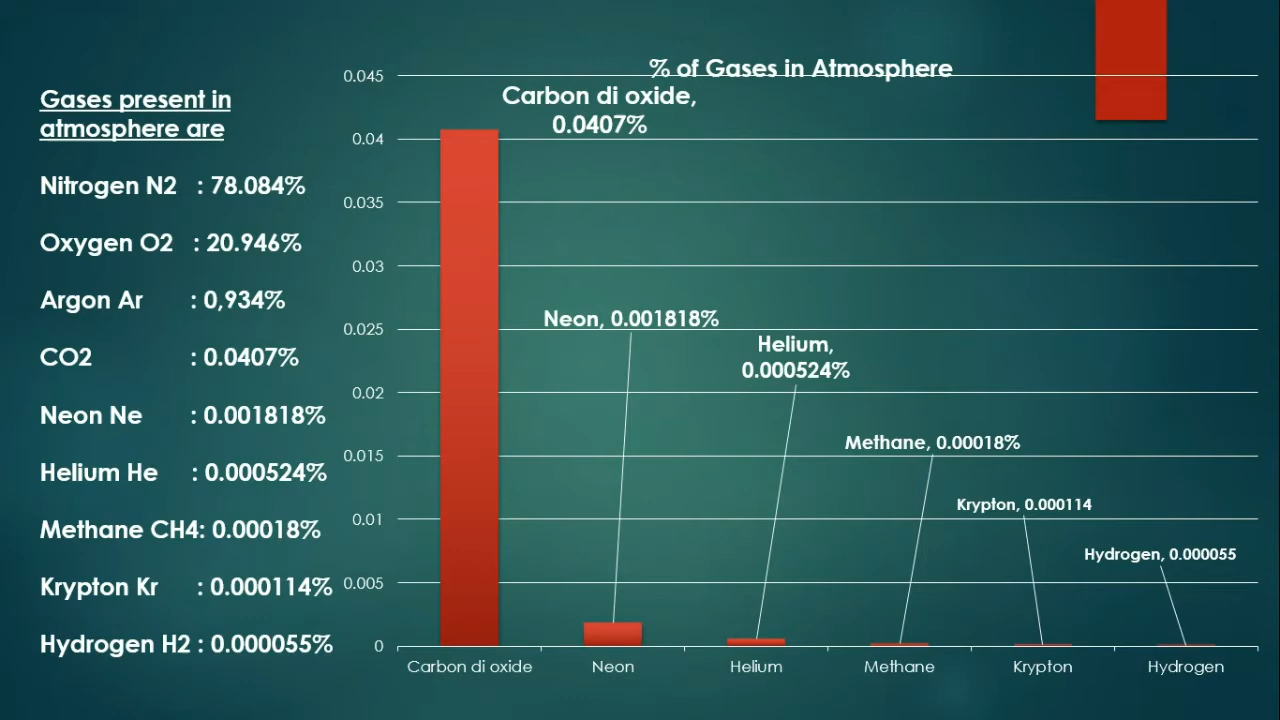 Gases present in
atmosphere are
Nitrogen N2 : 78.084%
Oxygen O2 : 20.946%
Argon Ar : 0,934%
CO2 : 0.0407%
Neon Ne : 0.001818%
Helium He : 0.000524%
Methane CH4: 0.00018%
Krypton Kr : 0.000114%
Hydrogen H2 : 0.000055%
% of Gases in Atmosphere
0.045
0.04
0.035
0.03
0.025
0.02
0.015
0.01
0.005
0
Carbon di oxide,
0.0407%
Neon, 0.001818%
Helium,
0.000524%
Methane, 0.00018%
Krypton, 0.000114
Hydrogen, 0.000055
Carbon di oxide
Neon
Helium
Methane
Krypton
Hydrogen